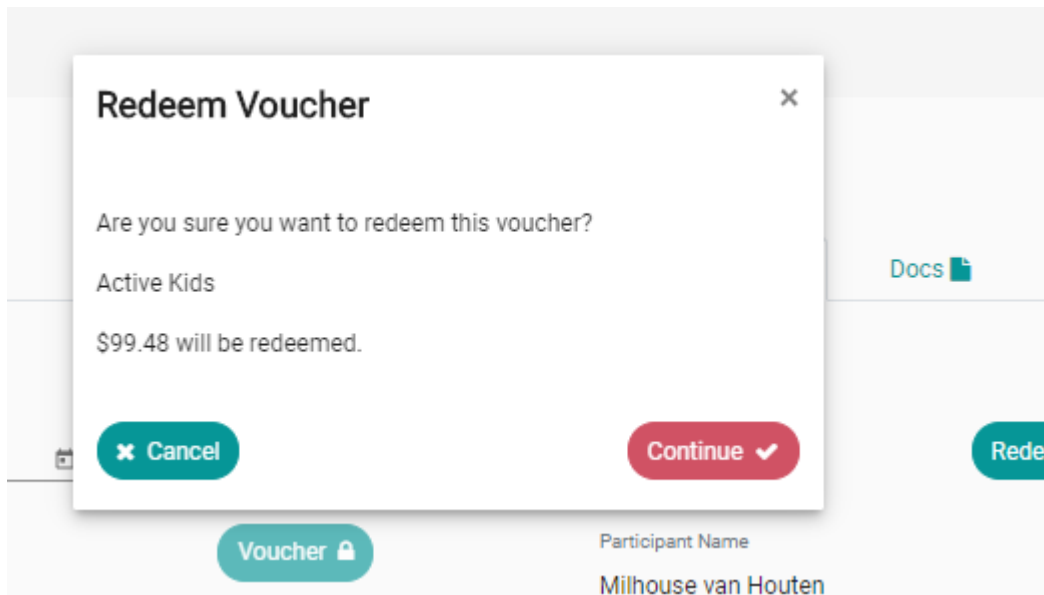 Redeem Voucher
Are you sure you want to redeem this voucher?
Active Kids
$99.48 will be redeemed.
Docs
Cancel
Continue
Voucher
Participant Name
Milhouse van Houten